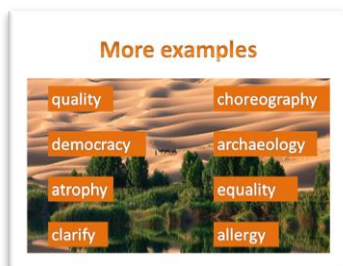 More examples
quality
choreography
democracy
archaeology
atrophy
equality
clarify
allergy